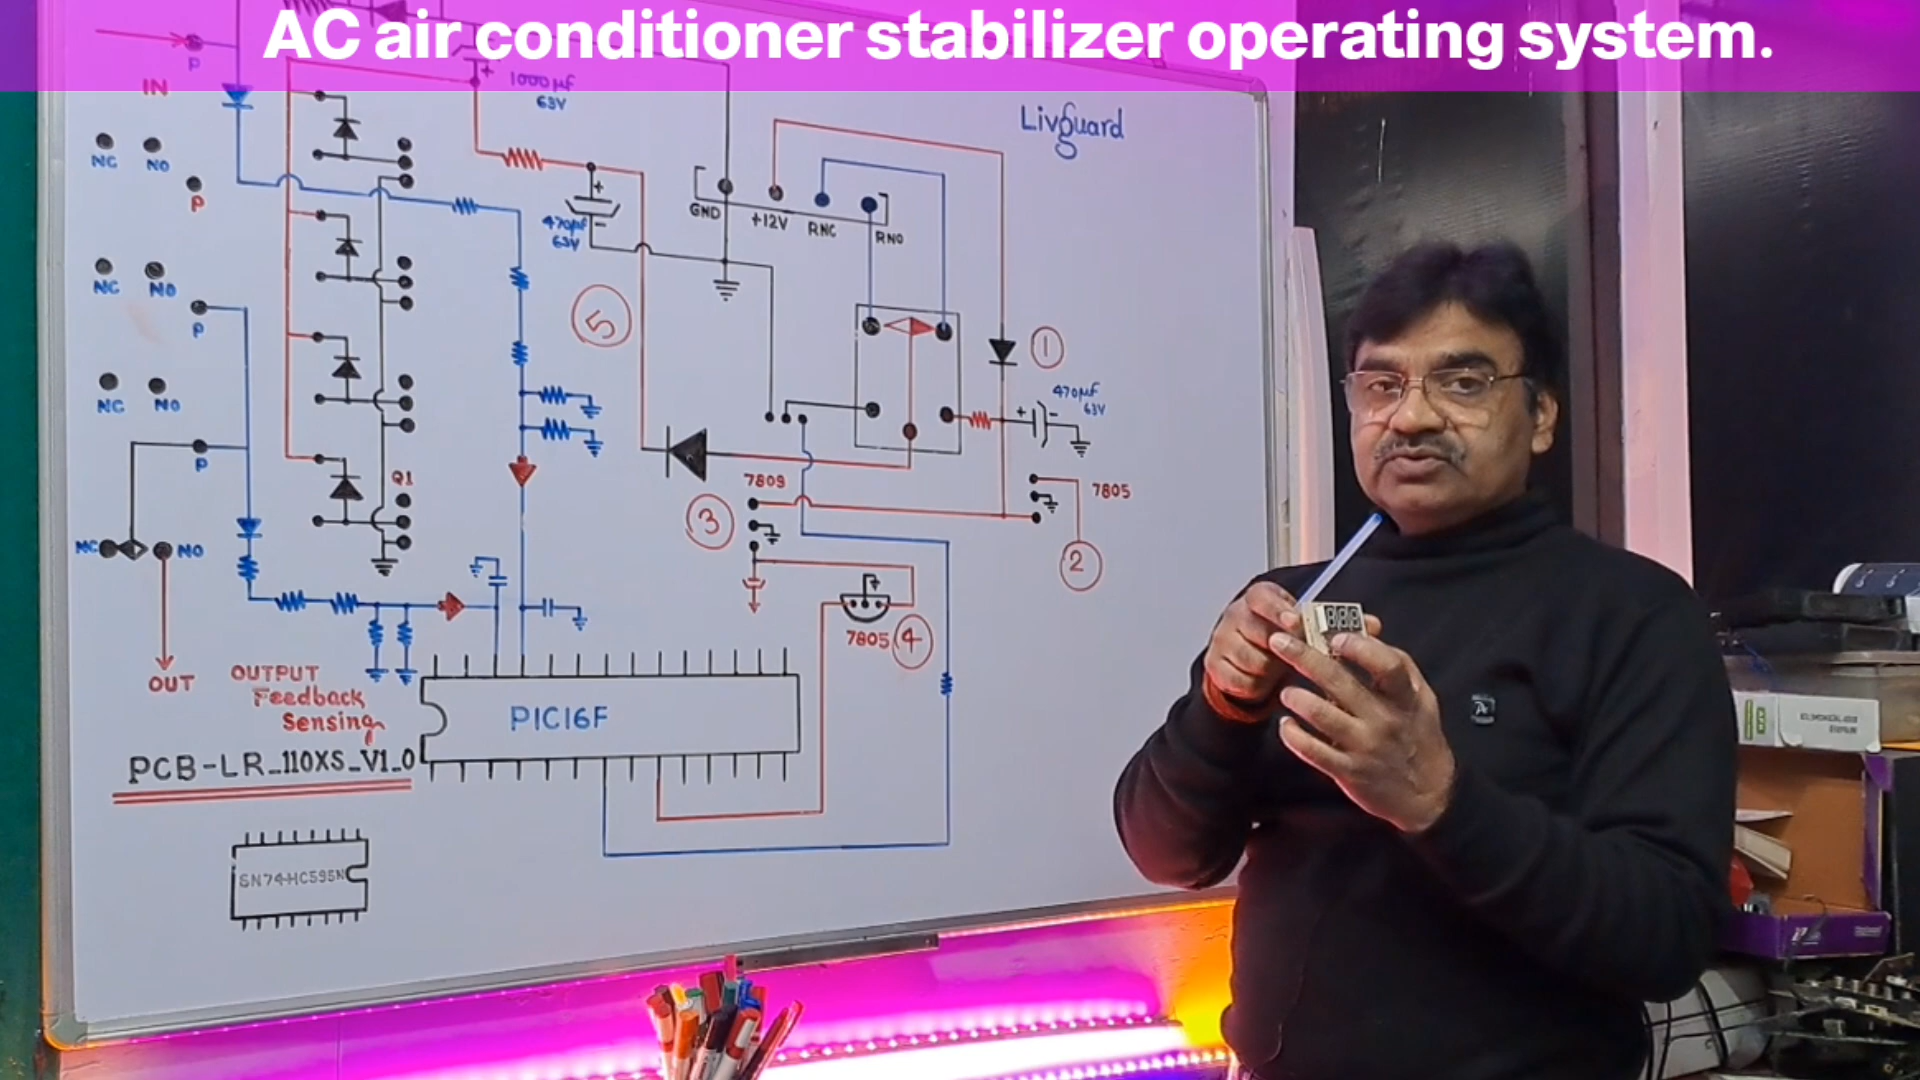 AC air conditioner stabilizer operating system.
P
IN
1000µf
63V
Livguard
NC NO
P
470µf
63V
GND +12V RNC RNO
NC NO
P
5
1
470µf
63V
NC NO
P
Q1
7809
7805
3
2
NC NO
7805 4
OUT
OUTPUT
Feedback
Sensing
PIC16F
PCB-LR_110XS_V1_0
SN74HC595N